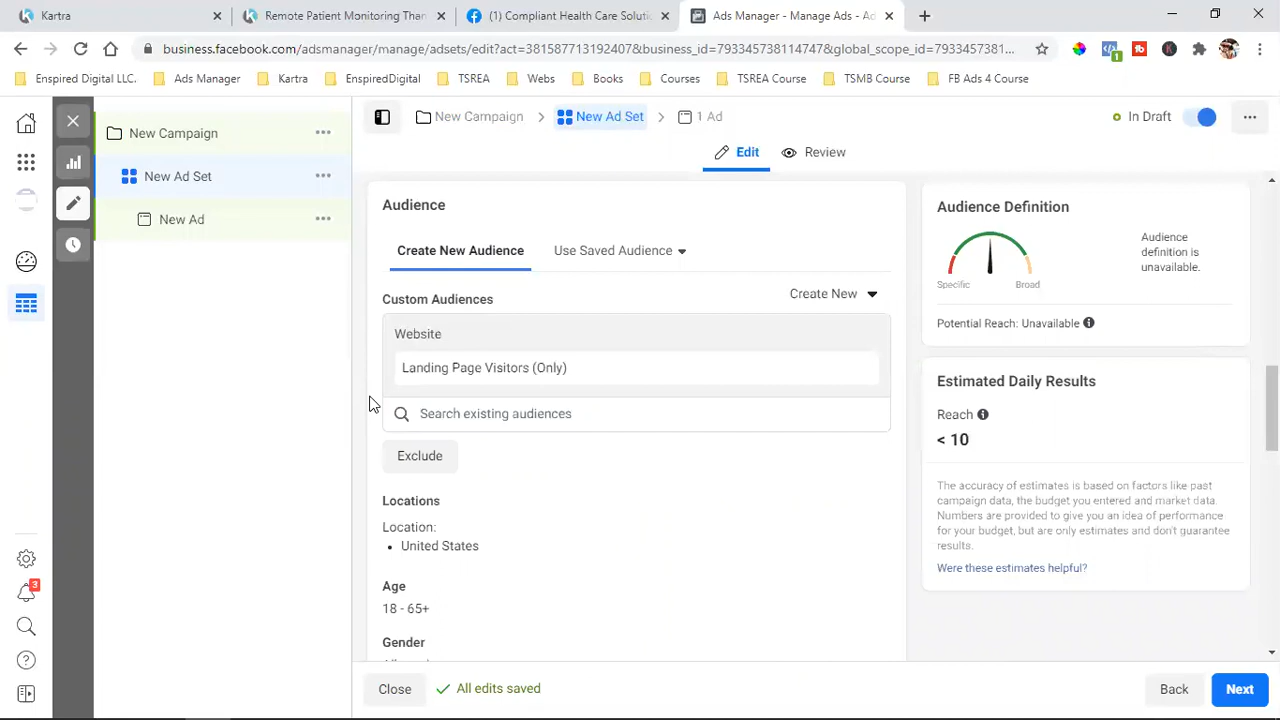 Kartra
Remote Patient Monitoring Tha
(1) Compliant Health Care Soluti
Ads Manager - Manage Ads - Ad
business.facebook.com/adsmanager/manage/adsets/edit?act=381587713192407&business_id=793345738114747&global_scope_id=7933457381...
1
Enspired Digital LLC.
Ads Manager
Kartra
EnspiredDigital
TSREA
Webs
Books
Courses
TSREA Course
TSMB Course
FB Ads 4 Course
New Campaign
New Ad Set
1 Ad
In Draft
New Campaign
New Ad Set
New Ad
Edit
Review
Audience
Create New Audience
Use Saved Audience
Custom Audiences
Create New
Website
Landing Page Visitors (Only)
Search existing audiences
Exclude
Locations
Location:
• United States
Age
18 - 65+
Gender
Audience Definition
Audience
definition is
unavailable.
Specific
Broad
Potential Reach: Unavailable
Estimated Daily Results
Reach
< 10
The accuracy of estimates is based on factors like past
campaign data, the budget you entered and market data.
Numbers are provided to give you an idea of performance
for your budget, but are only estimates and don't guarantee
results.
Were these estimates helpful?
3
Close
All edits saved
Back
Next